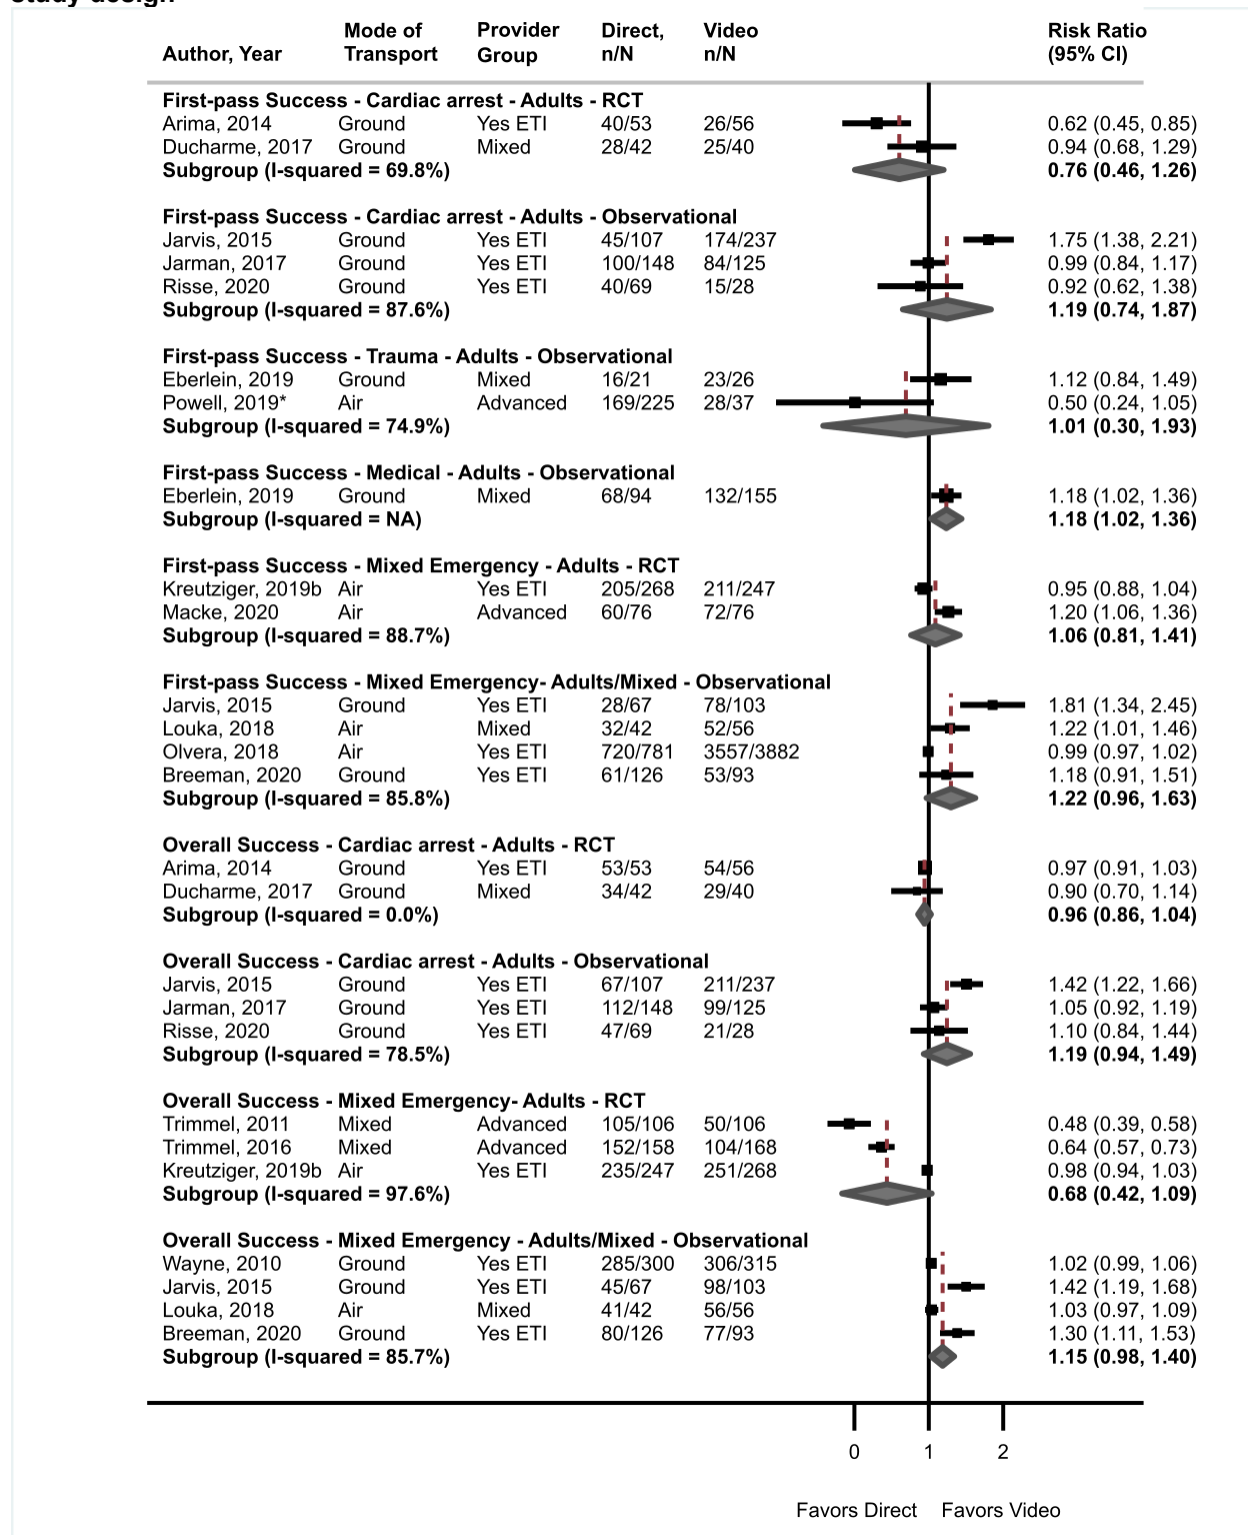 study design
Author, Year Mode of Transport Provider Group Direct, n/N Video n/N Risk Ratio (95% CI)
First-pass Success - Cardiac arrest - Adults - RCT
Arima, 2014 Ground Yes ETI 40/53 26/56 0.62 (0.45, 0.85)
Ducharme, 2017 Ground Mixed 28/42 25/40 0.94 (0.68, 1.29)
Subgroup (I-squared = 69.8%) 0.76 (0.46, 1.26)
First-pass Success - Cardiac arrest - Adults - Observational
Jarvis, 2015 Ground Yes ETI 45/107 174/237 1.75 (1.38, 2.21)
Jarman, 2017 Ground Yes ETI 100/148 84/125 0.99 (0.84, 1.17)
Risse, 2020 Ground Yes ETI 40/69 15/28 0.92 (0.62, 1.38)
Subgroup (I-squared = 87.6%) 1.19 (0.74, 1.87)
First-pass Success - Trauma - Adults - Observational
Eberlein, 2019 Ground Mixed 16/21 23/26 1.12 (0.84, 1.49)
Powell, 2019* Air Advanced 169/225 28/37 0.50 (0.24, 1.05)
Subgroup (I-squared = 74.9%) 1.01 (0.30, 1.93)
First-pass Success - Medical - Adults - Observational
Eberlein, 2019 Ground Mixed 68/94 132/155 1.18 (1.02, 1.36)
Subgroup (I-squared = NA) 1.18 (1.02, 1.36)
First-pass Success - Mixed Emergency - Adults - RCT
Kreutziger, 2019b Air Yes ETI 205/268 211/247 0.95 (0.88, 1.04)
Macke, 2020 Air Advanced 60/76 72/76 1.20 (1.06, 1.36)
Subgroup (I-squared = 88.7%) 1.06 (0.81, 1.41)
First-pass Success - Mixed Emergency- Adults/Mixed - Observational
Jarvis, 2015 Ground Yes ETI 28/67 78/103 1.81 (1.34, 2.45)
Louka, 2018 Air Mixed 32/42 52/56 1.22 (1.01, 1.46)
Olvera, 2018 Air Yes ETI 720/781 3557/3882 0.99 (0.97, 1.02)
Breeman, 2020 Ground Yes ETI 61/126 53/93 1.18 (0.91, 1.51)
Subgroup (I-squared = 85.8%) 1.22 (0.96, 1.63)
Overall Success - Cardiac arrest - Adults - RCT
Arima, 2014 Ground Yes ETI 53/53 54/56 0.97 (0.91, 1.03)
Ducharme, 2017 Ground Mixed 34/42 29/40 0.90 (0.70, 1.14)
Subgroup (I-squared = 0.0%) 0.96 (0.86, 1.04)
Overall Success - Cardiac arrest - Adults - Observational
Jarvis, 2015 Ground Yes ETI 67/107 211/237 1.42 (1.22, 1.66)
Jarman, 2017 Ground Yes ETI 112/148 99/125 1.05 (0.92, 1.19)
Risse, 2020 Ground Yes ETI 47/69 21/28 1.10 (0.84, 1.44)
Subgroup (I-squared = 78.5%) 1.19 (0.94, 1.49)
Overall Success - Mixed Emergency- Adults - RCT
Trimmel, 2011 Mixed Advanced 105/106 50/106 0.48 (0.39, 0.58)
Trimmel, 2016 Mixed Advanced 152/158 104/168 0.64 (0.57, 0.73)
Kreutziger, 2019b Air Yes ETI 235/247 251/268 0.98 (0.94, 1.03)
Subgroup (I-squared = 97.6%) 0.68 (0.42, 1.09)
Overall Success - Mixed Emergency - Adults/Mixed - Observational
Wayne, 2010 Ground Yes ETI 285/300 306/315 1.02 (0.99, 1.06)
Jarvis, 2015 Ground Yes ETI 45/67 98/103 1.42 (1.19, 1.68)
Louka, 2018 Air Mixed 41/42 56/56 1.03 (0.97, 1.09)
Breeman, 2020 Ground Yes ETI 80/126 77/93 1.30 (1.11, 1.53)
Subgroup (I-squared = 85.7%) 1.15 (0.98, 1.40)
0 1 2
Favors Direct Favors Video